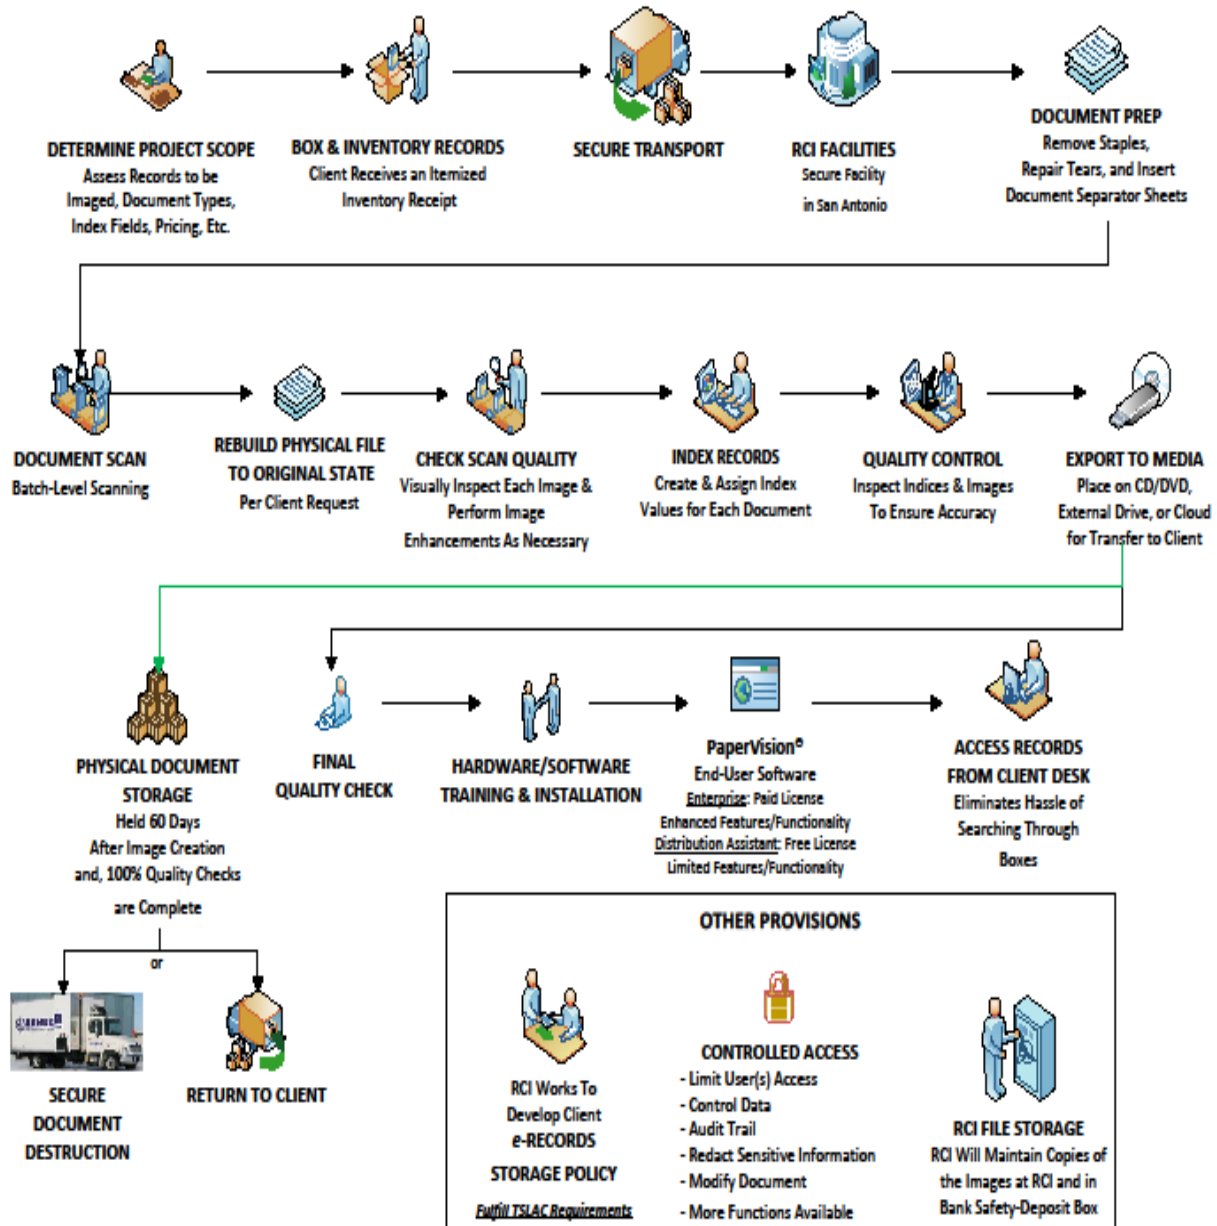 DETERMINE PROJECT SCOPE
Assess Records to be
Imaged, Document Types,
Index Fields, Pricing, Etc.
BOX & INVENTORY RECORDS
Client Receives an Itemized
Inventory Receipt
SECURE TRANSPORT
RCI FACILITIES
Secure Facility
in San Antonio
DOCUMENT PREP
Remove Staples,
Repair Tears, and Insert
Document Separator Sheets
DOCUMENT SCAN
Batch-Level Scanning
REBUILD PHYSICAL FILE
TO ORIGINAL STATE
Per Client Request
CHECK SCAN QUALITY
Visually Inspect Each Image &
Perform Image
Enhancements As Necessary
INDEX RECORDS
Create & Assign Index
Values for Each Document
QUALITY CONTROL
Inspect Indices & Images
To Ensure Accuracy
EXPORT TO MEDIA
Place on CD/DVD,
External Drive, or Cloud
for Transfer to Client
PHYSICAL DOCUMENT
STORAGE
Held 60 Days
After Image Creation
and, 100% Quality Checks
are Complete
or
SECURE
DOCUMENT
DESTRUCTION
RETURN TO CLIENT
FINAL
QUALITY CHECK
HARDWARE/SOFTWARE
TRAINING & INSTALLATION
PaperVision®
End-User Software
Enterprise: Paid License
Enhanced Features/Functionality
Distribution Assistant: Free License
Limited Features/Functionality
ACCESS RECORDS
FROM CLIENT DESK
Eliminates Hassle of
Searching Through
Boxes
OTHER PROVISIONS
RCI Works To
Develop Client
e-RECORDS
STORAGE POLICY
Fulfill TSLAC Requirements
CONTROLLED ACCESS
- Limit User(s) Access
- Control Data
- Audit Trail
- Redact Sensitive Information
- Modify Document
- More Functions Available
RCI FILE STORAGE
RCI Will Maintain Copies of
the Images at RCI and in
Bank Safety-Deposit Box